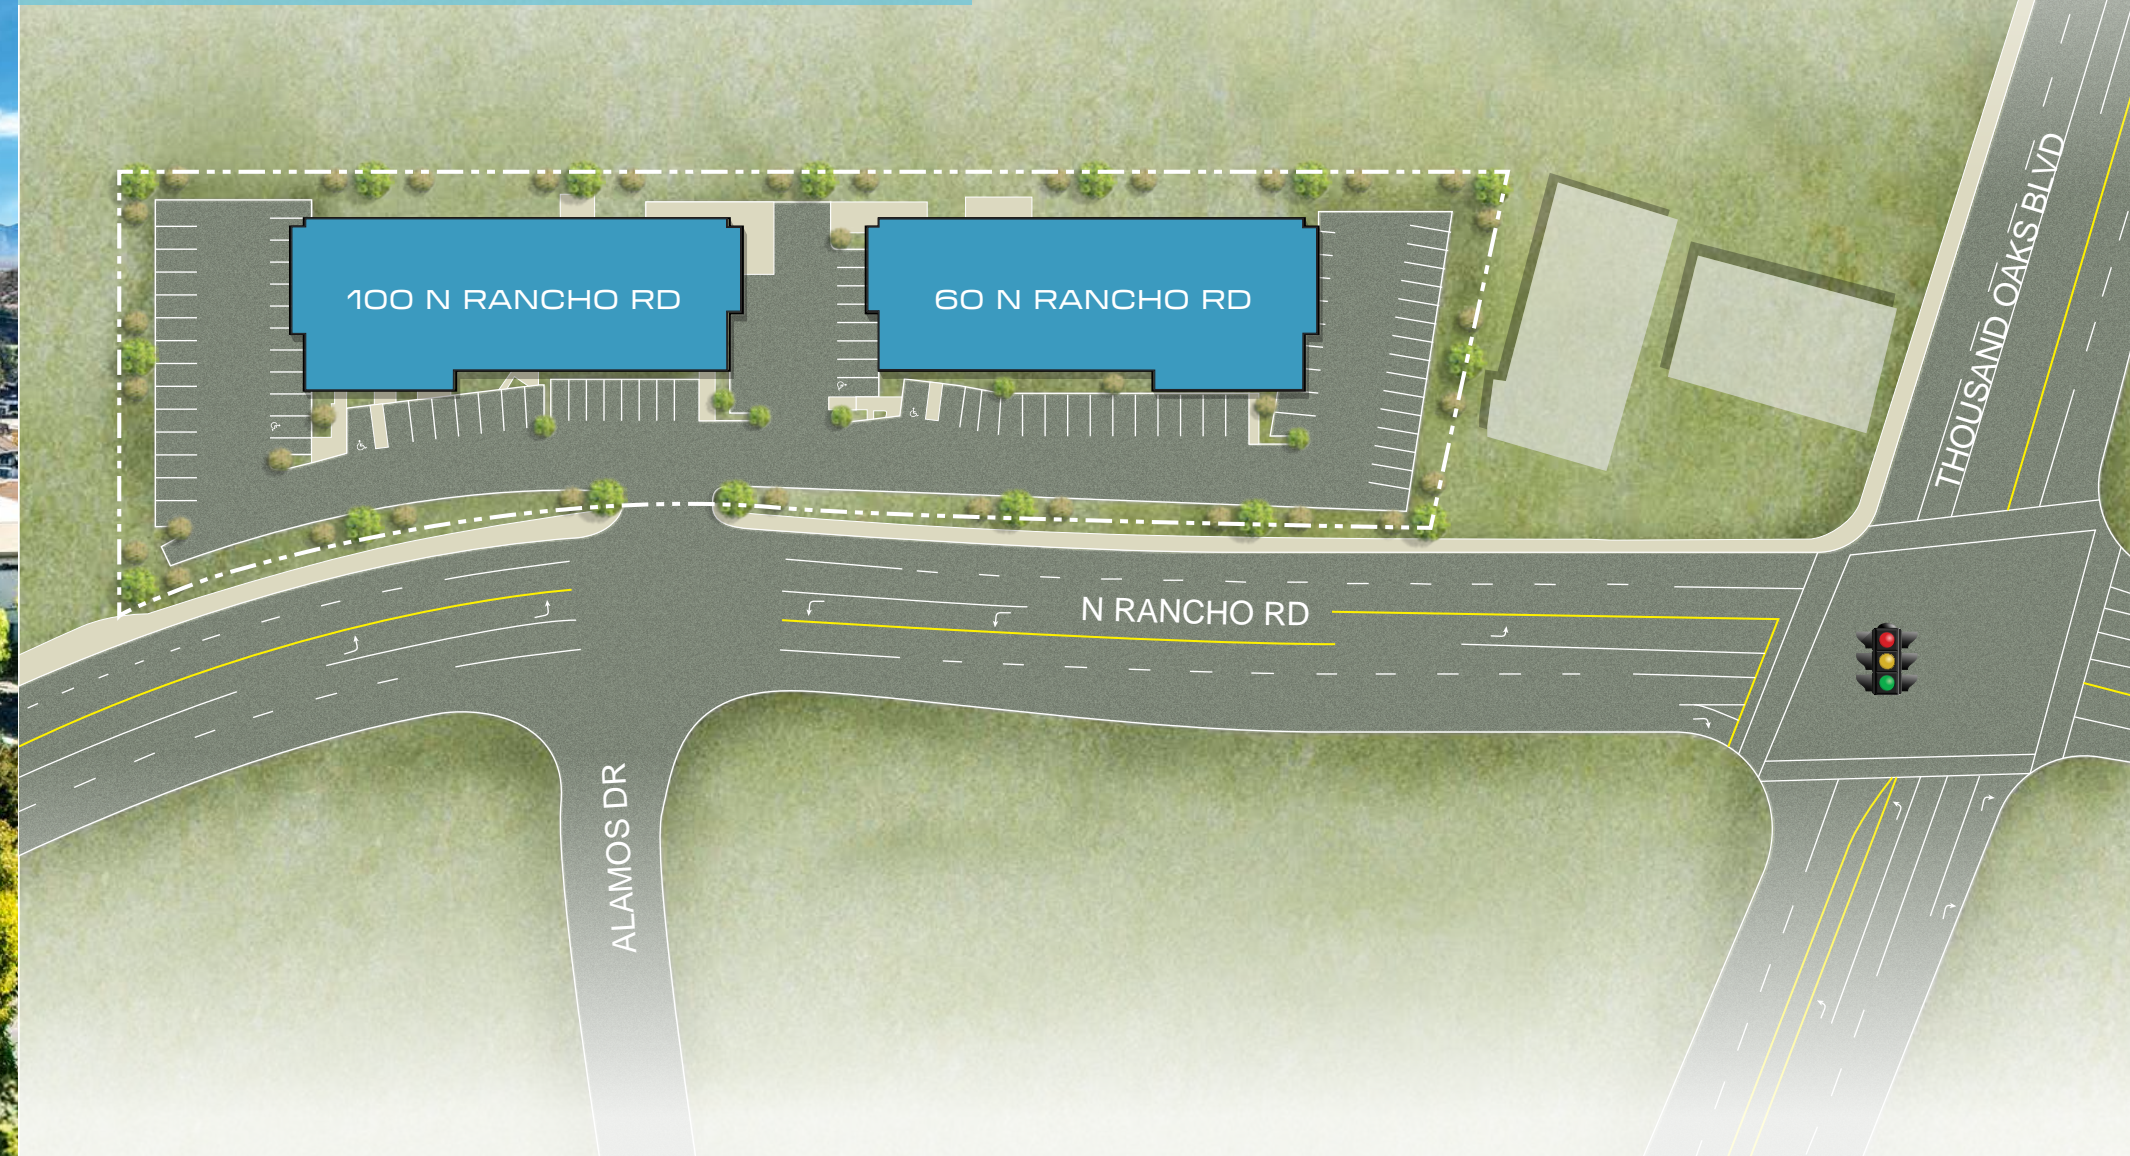 100 N RANCHO RD
60 N RANCHO RD
THOUSAND OAKS BLVD
N RANCHO RD
ALAMOS DR